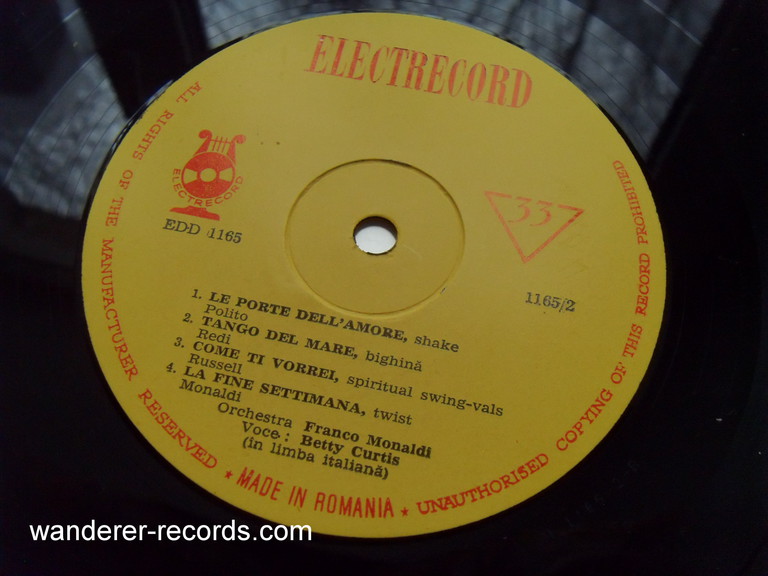 ELECTRECORD
ELECTRECORD
33
EDD 1165
1165/2
1. LE PORTE DELL'AMORE, shake
Polito
2. TANGO DEL MARE, bighină
Redi
3. COME TI VORREI, spiritual swing-vals
Russell
4. LA FINE SETTIMANA, twist
Monaldi
Orchestra Franco Monaldi
Voce: Betty Curtis
(în limba italiană)
ALL RIGHTS OF THE MANUFACTURER RESERVED ★ MADE IN ROMANIA ★ UNAUTHORISED COPYING OF THIS RECORD PROHIBITED
wanderer-records.com